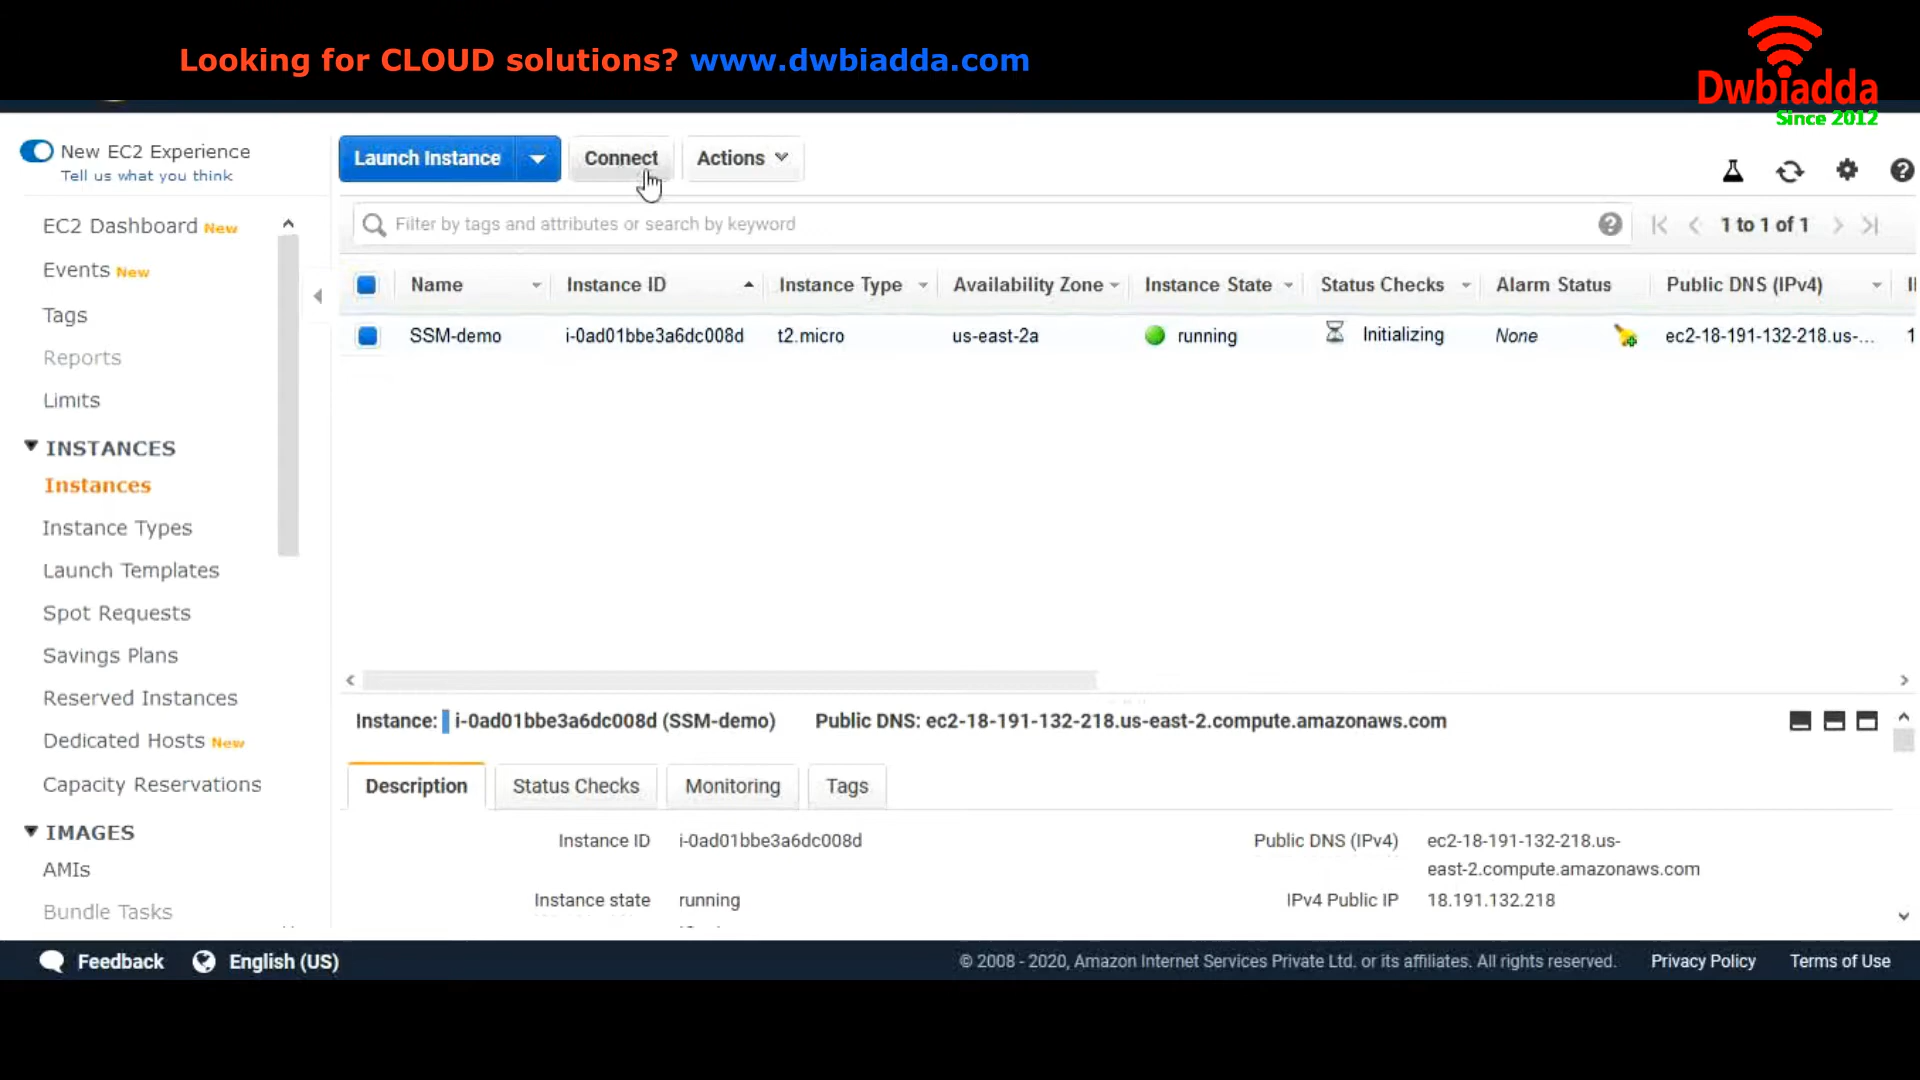 Looking for CLOUD solutions? www.dwbiadda.com
Dwbiadda
Since 2012
New EC2 Experience
Tell us what you think
Launch Instance
Connect
Actions
EC2 Dashboard New
Events New
Tags
Reports
Limits
INSTANCES
Instances
Instance Types
Launch Templates
Spot Requests
Savings Plans
Reserved Instances
Dedicated Hosts New
Capacity Reservations
IMAGES
AMIs
Bundle Tasks
Filter by tags and attributes or search by keyword
1 to 1 of 1
Name Instance ID Instance Type Availability Zone Instance State Status Checks Alarm Status Public DNS (IPv4)
SSM-demo i-0ad01bbe3a6dc008d t2.micro us-east-2a running Initializing None ec2-18-191-132-218.us-...
Instance: i-0ad01bbe3a6dc008d (SSM-demo) Public DNS: ec2-18-191-132-218.us-east-2.compute.amazonaws.com
Description Status Checks Monitoring Tags
Instance ID i-0ad01bbe3a6dc008d
Public DNS (IPv4) ec2-18-191-132-218.us-
east-2.compute.amazonaws.com
Instance state running
IPv4 Public IP 18.191.132.218
Feedback English (US)
© 2008 - 2020, Amazon Internet Services Private Ltd. or its affiliates. All rights reserved. Privacy Policy Terms of Use